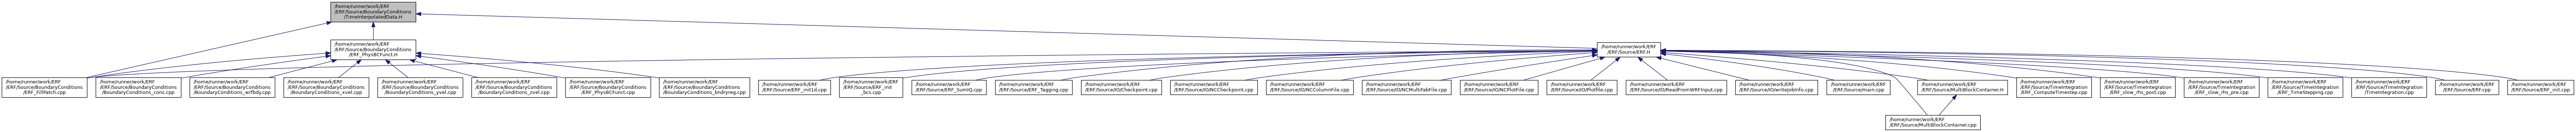 /home/runner/work/ERF
/ERF/Source/BoundaryConditions
/TimeInterpolatedData.H
/home/runner/work/ERF
/ERF/Source/BoundaryConditions
/ERF_PhysBCFunct.H
/home/runner/work/ERF
/ERF/Source/ERF.H
/home/runner/work/ERF
/ERF/Source/BoundaryConditions
/ERF_FillPatch.cpp
/home/runner/work/ERF
/ERF/Source/BoundaryConditions
/BoundaryConditions_cons.cpp
/home/runner/work/ERF
/ERF/Source/BoundaryConditions
/BoundaryConditions_wrfbdy.cpp
/home/runner/work/ERF
/ERF/Source/BoundaryConditions
/BoundaryConditions_xvel.cpp
/home/runner/work/ERF
/ERF/Source/BoundaryConditions
/BoundaryConditions_yvel.cpp
/home/runner/work/ERF
/ERF/Source/BoundaryConditions
/BoundaryConditions_zvel.cpp
/home/runner/work/ERF
/ERF/Source/BoundaryConditions
/ERF_PhysBCFunct.cpp
/home/runner/work/ERF
/ERF/Source/BoundaryConditions
/BoundaryConditions_bndryreg.cpp
/home/runner/work/ERF
/ERF/Source/ERF_init1d.cpp
/home/runner/work/ERF
/ERF/Source/ERF_init
_bcs.cpp
/home/runner/work/ERF
/ERF/Source/ERF_SumIQ.cpp
/home/runner/work/ERF
/ERF/Source/ERF_Tagging.cpp
/home/runner/work/ERF
/ERF/Source/IO/Checkpoint.cpp
/home/runner/work/ERF
/ERF/Source/IO/NCCheckpoint.cpp
/home/runner/work/ERF
/ERF/Source/IO/NCColumnFile.cpp
/home/runner/work/ERF
/ERF/Source/IO/NCMultiFabFile.cpp
/home/runner/work/ERF
/ERF/Source/IO/NCPlotFile.cpp
/home/runner/work/ERF
/ERF/Source/IO/Plotfile.cpp
/home/runner/work/ERF
/ERF/Source/IO/ReadFromWRFInput.cpp
/home/runner/work/ERF
/ERF/Source/IO/writeJobInfo.cpp
/home/runner/work/ERF
/ERF/Source/main.cpp
/home/runner/work/ERF
/ERF/Source/MultiBlockContainer.H
/home/runner/work/ERF
/ERF/Source/TimeIntegration
/ERF_ComputeTimestep.cpp
/home/runner/work/ERF
/ERF/Source/TimeIntegration
/ERF_slow_rhs_post.cpp
/home/runner/work/ERF
/ERF/Source/TimeIntegration
/ERF_slow_rhs_pre.cpp
/home/runner/work/ERF
/ERF/Source/TimeIntegration
/ERF_TimeStepping.cpp
/home/runner/work/ERF
/ERF/Source/TimeIntegration
/TimeIntegration.cpp
/home/runner/work/ERF
/ERF/Source/ERF.cpp
/home/runner/work/ERF
/ERF/Source/ERF_init.cpp
/home/runner/work/ERF
/ERF/Source/MultiBlockContainer.cpp